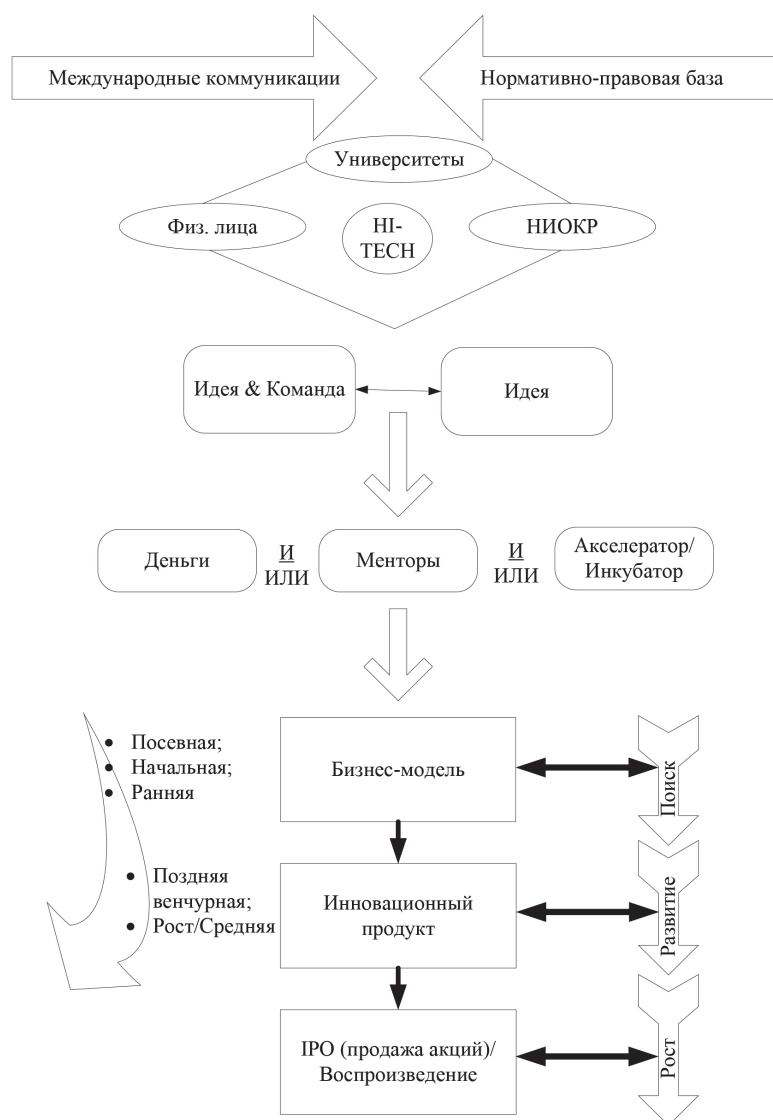 Международные коммуникации
Нормативно-правовая база
Университеты
Физ. лица
HI-
TECH
НИОКР
Идея & Команда
Идея
Деньги
И
ИЛИ
Менторы
И
ИЛИ
Акселератор/
Инкубатор
• Посевная;
• Начальная;
• Ранняя
Бизнес-модель
Поиск
• Поздняя
венчурная;
• Рост/Средняя
Инновационный
продукт
Развитие
IPO (продажа акций)/
Воспроизведение
Рост